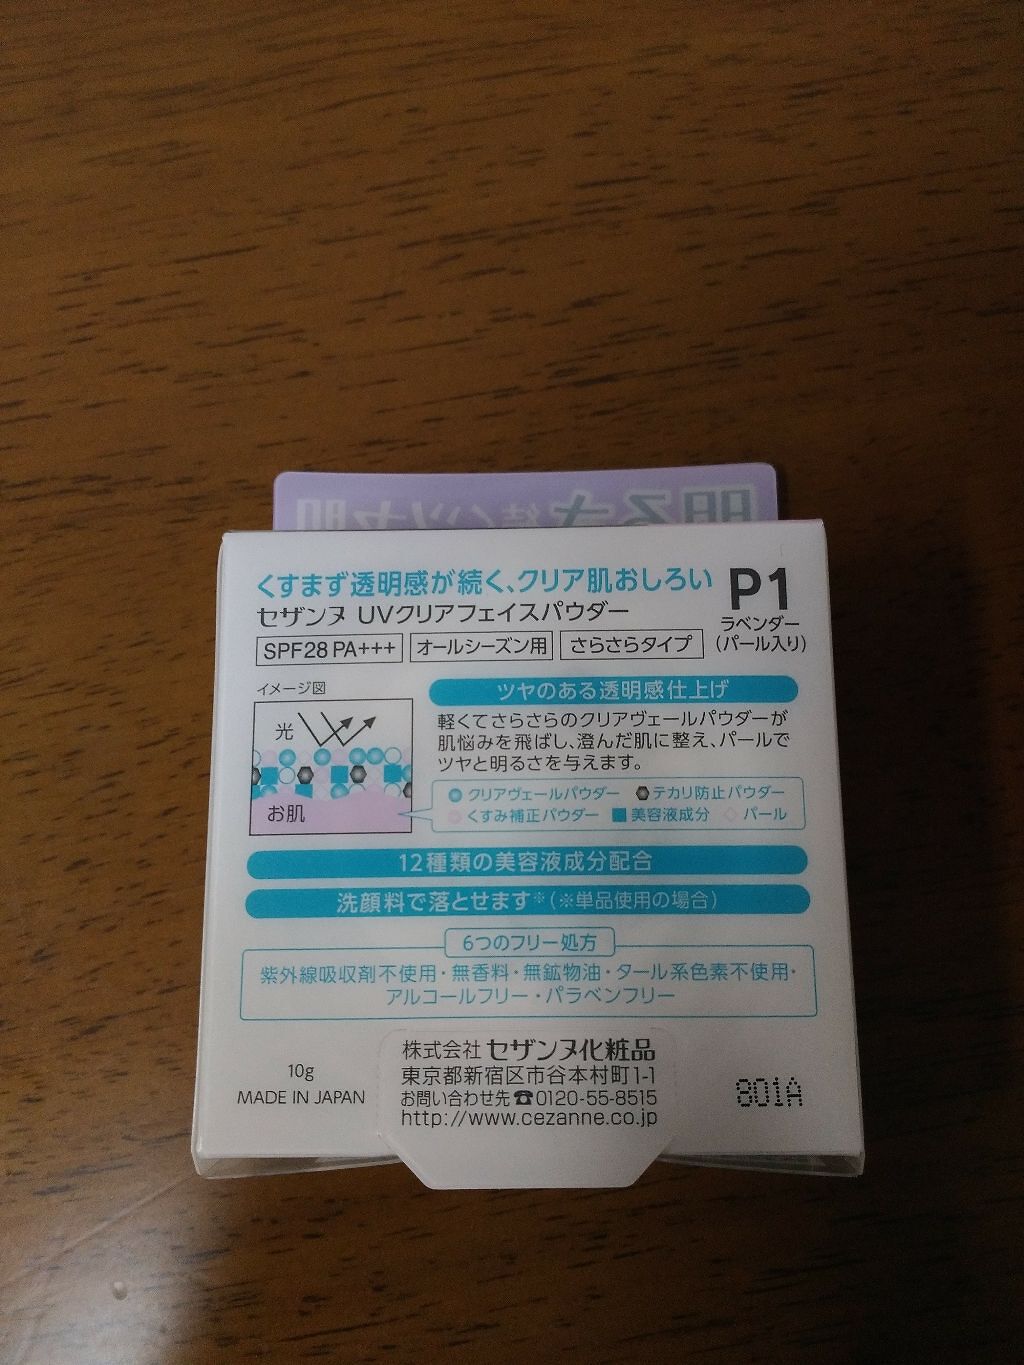 明るさ続くツヤ肌
くすまず透明感が続く、クリア肌おしろい
セザンヌ UVクリアフェイスパウダー
P1
ラベンダー
(パール入り)
SPF28 PA+++ オールシーズン用 さらさらタイプ
イメージ図
光
お肌
ツヤのある透明感仕上げ
軽くてさらさらのクリアヴェールパウダーが
肌悩みを飛ばし、澄んだ肌に整え、パールで
ツヤと明るさを与えます。
クリアヴェールパウダー テカリ防止パウダー
くすみ補正パウダー 美容液成分 パール
12種類の美容液成分配合
洗顔料で落とせます※(※単品使用の場合)
6つのフリー処方
紫外線吸収剤不使用・無香料・無鉱物油・タール系色素不使用・
アルコールフリー・パラベンフリー
10g
MADE IN JAPAN
株式会社 セザンヌ化粧品
東京都新宿区市谷本村町1-1
お問い合わせ先☎0120-55-8515
http://www.cezanne.co.jp
801A